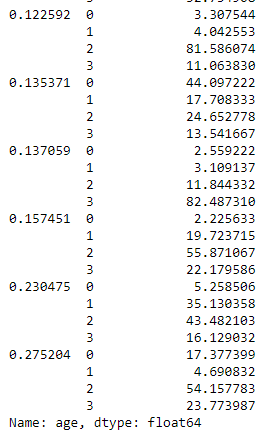 0.122592 0 3.307544
1 4.042553
2 81.586074
3 11.063830
0.135371 0 44.097222
1 17.708333
2 24.652778
3 13.541667
0.137059 0 2.559222
1 3.109137
2 11.844332
3 82.487310
0.157451 0 2.225633
1 19.723715
2 55.871067
3 22.179586
0.230475 0 5.258506
1 35.130358
2 43.482103
3 16.129032
0.275204 0 17.377399
1 4.690832
2 54.157783
3 23.773987
Name: age, dtype: float64